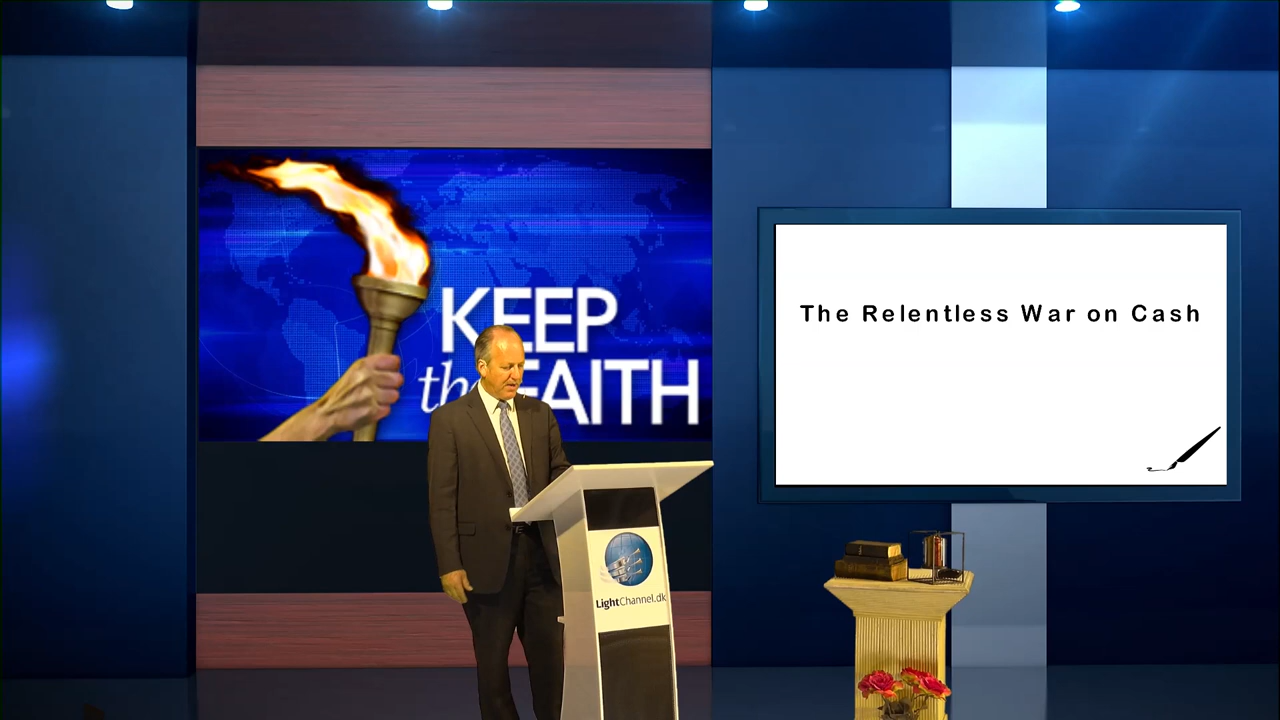 KEEP
the FAITH
The Relentless War on Cash
LightChannel.dk